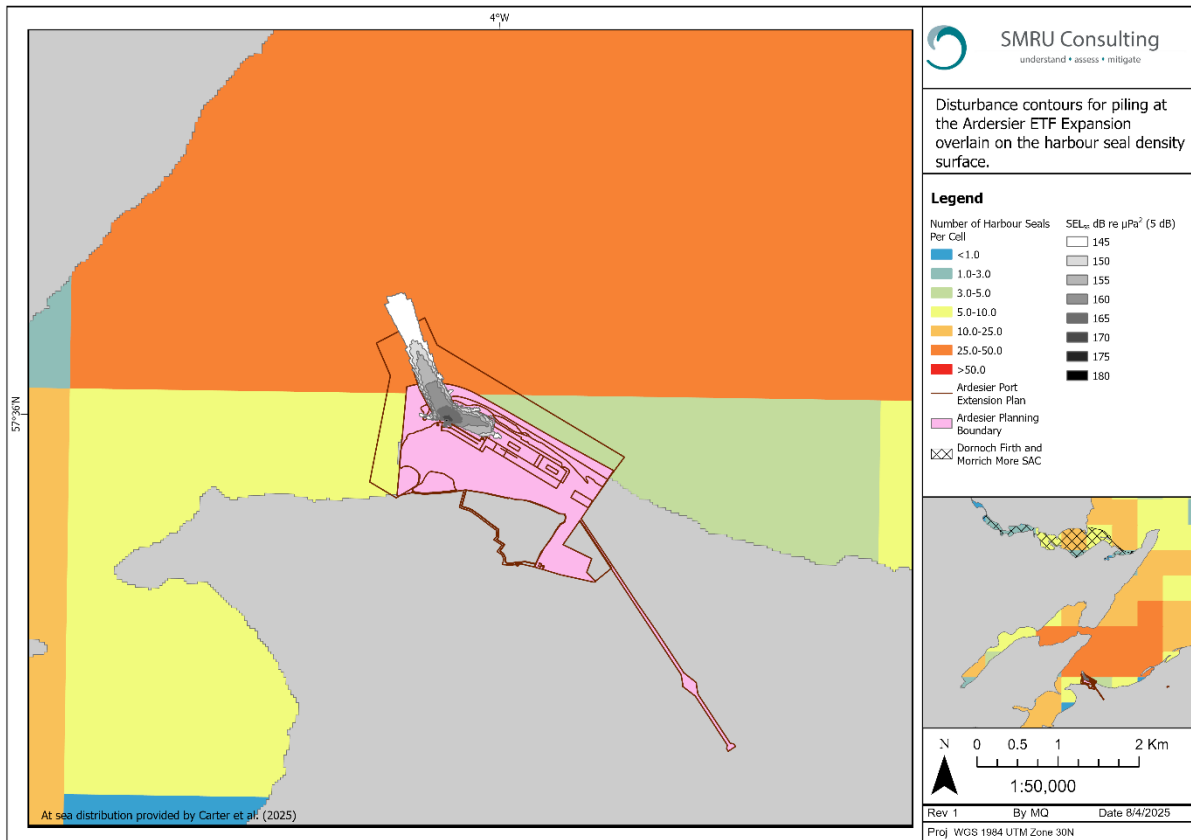 4°W
57°36'N
At sea distribution provided by Carter et al. (2025)
SMRU Consulting
understand • assess • mitigate
Disturbance contours for piling at
the Ardersier ETF Expansion
overlain on the harbour seal density
surface.
Legend
Number of Harbour Seals
Per Cell
<1.0
1.0-3.0
3.0-5.0
5.0-10.0
10.0-25.0
25.0-50.0
>50.0
Ardesier Port
Extension Plan
Ardesier Planning
Boundary
Dornoch Firth and
Morrich More SAC
SELss dB re µPa² (5 dB)
145
150
155
160
165
170
175
180
N
0 0.5 1 2 Km
1:50,000
Rev 1 By MQ Date 8/4/2025
Proj WGS 1984 UTM Zone 30N